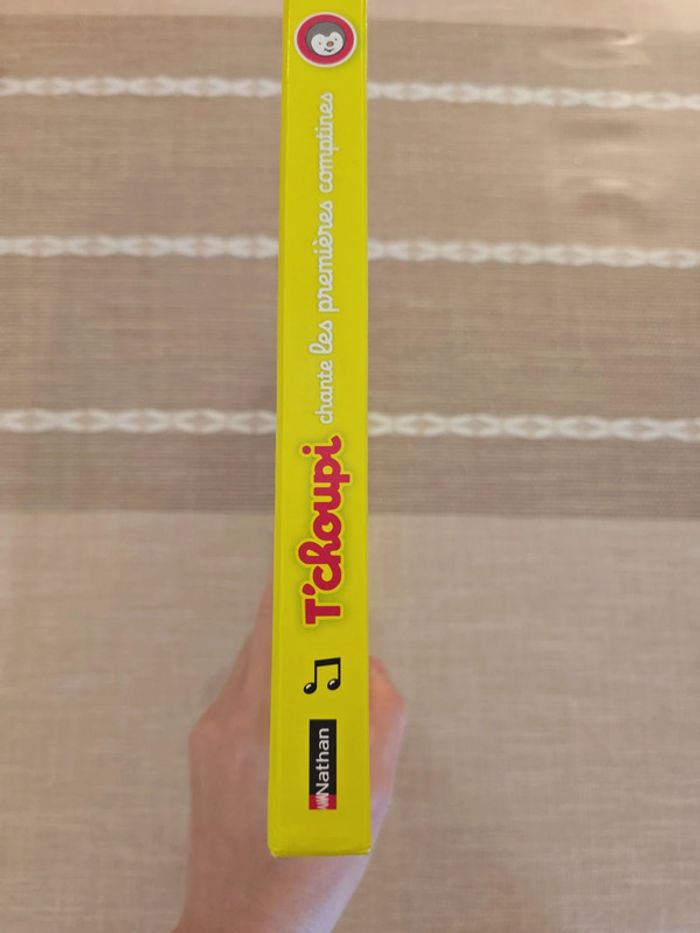 Nathan
T'choupi chante les premières comptines